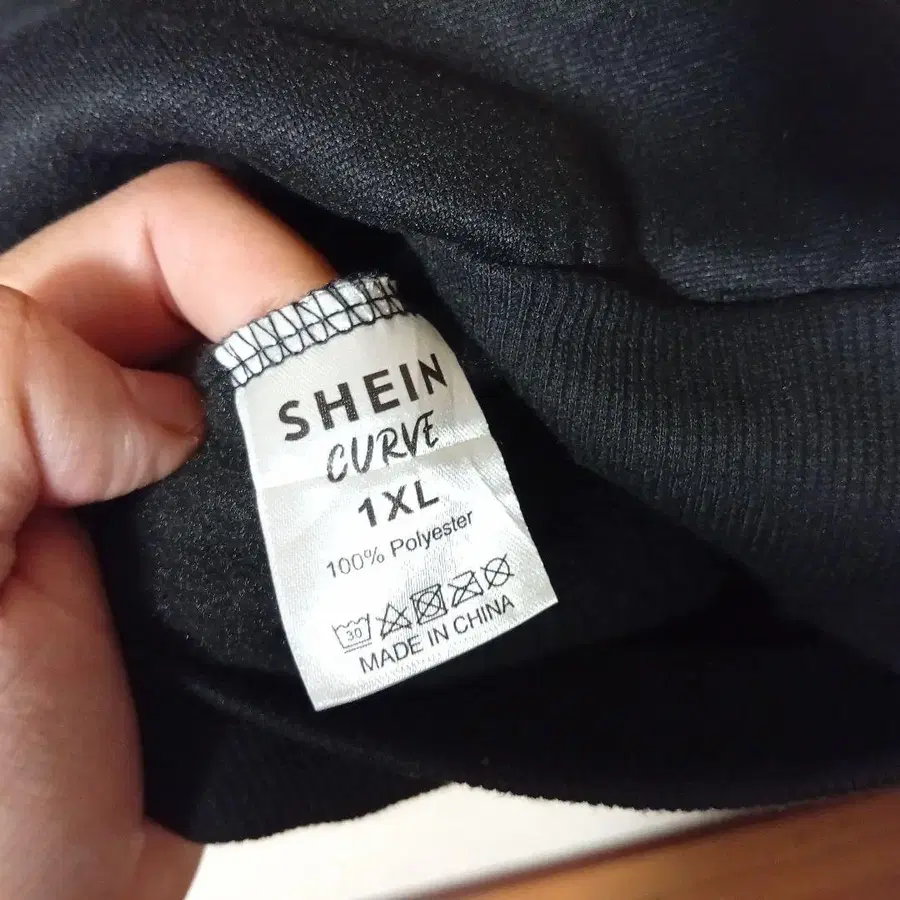 SHEIN
CURVE
1XL
100% Polyester
30
MADE IN CHINA